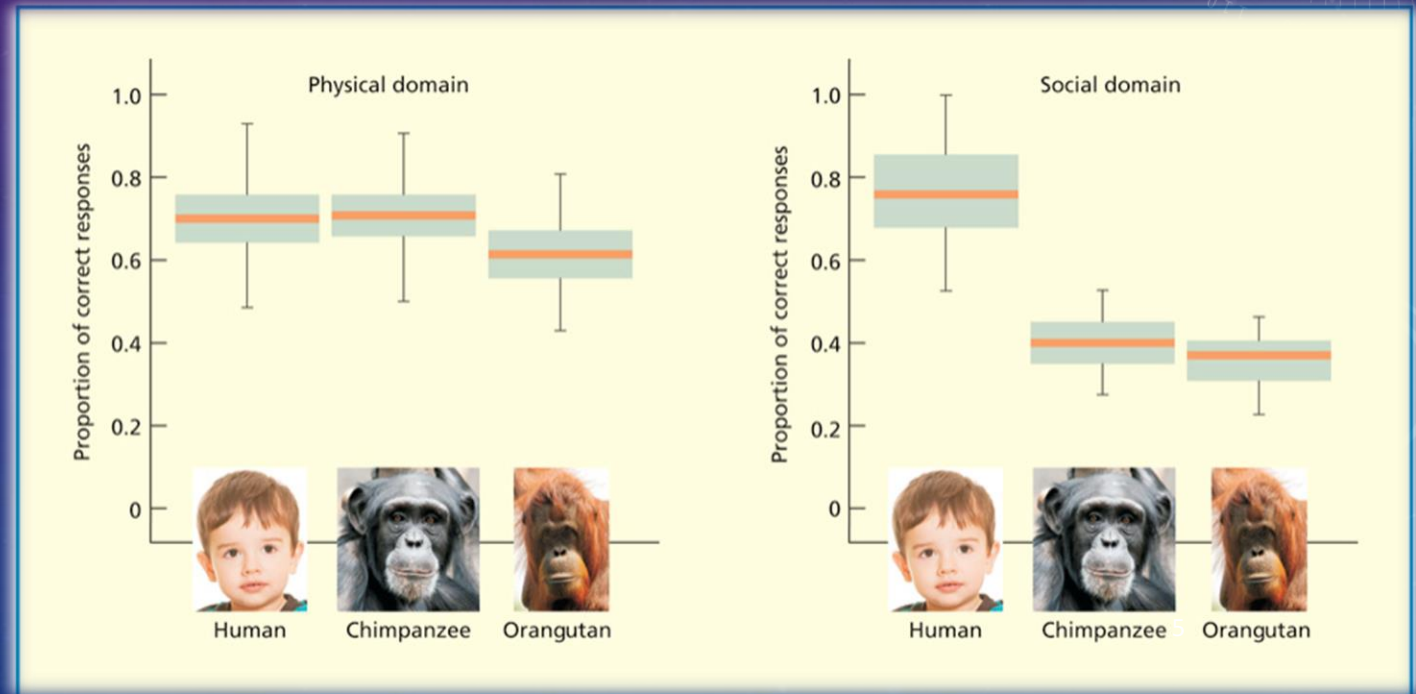 Physical domain
Proportion of correct responses
1.0
0.8
0.6
0.4
0.2
0
Human Chimpanzee Orangutan
Social domain
Proportion of correct responses
1.0
0.8
0.6
0.4
0.2
0
Human Chimpanzee Orangutan
5